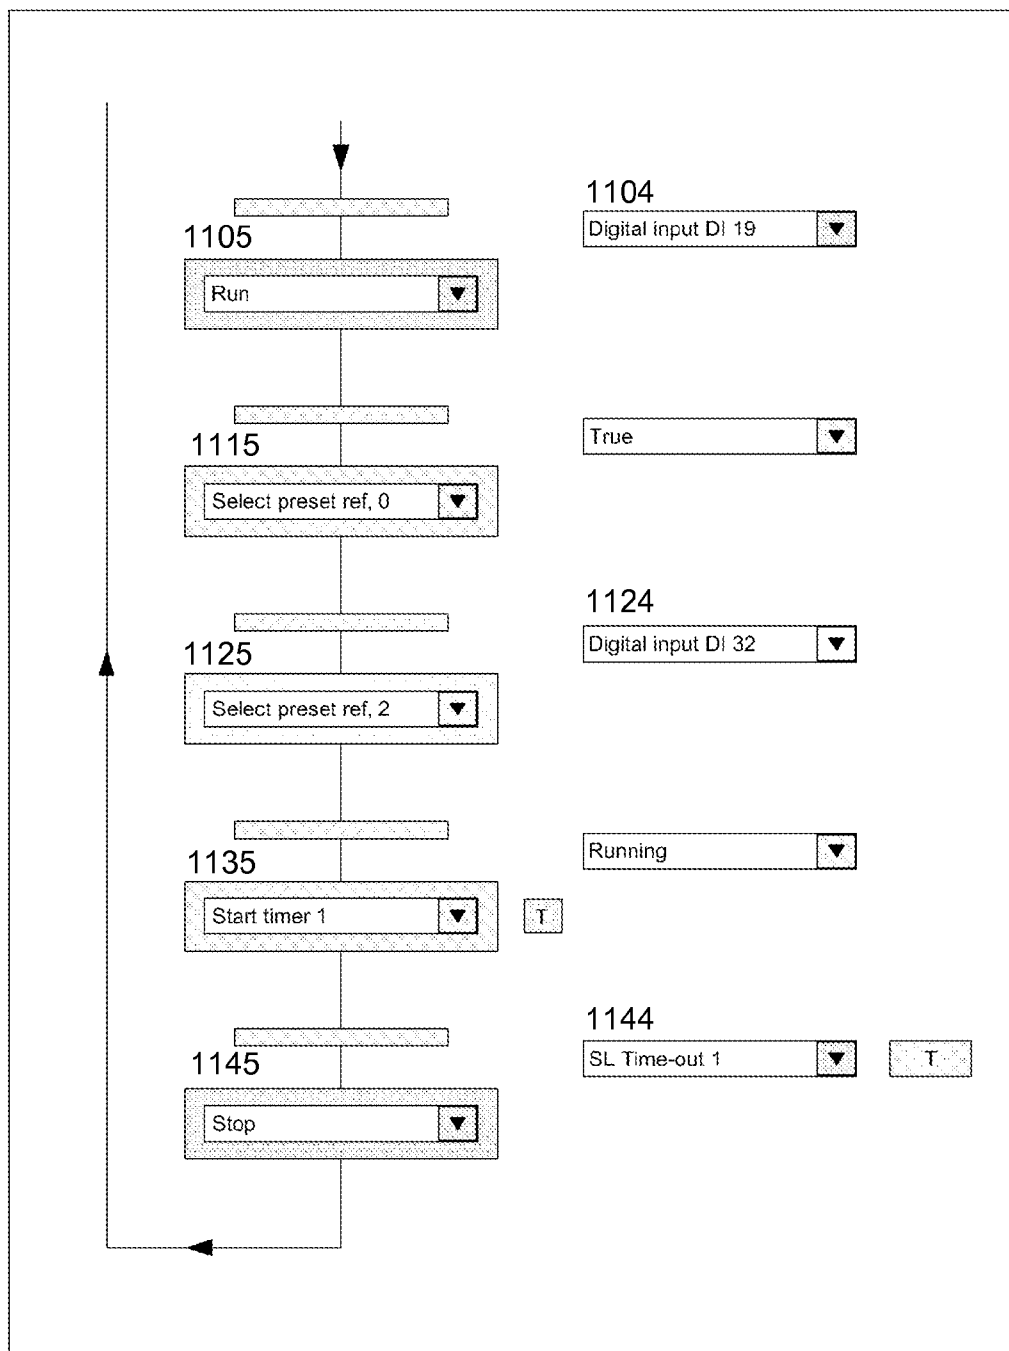 1104
Digital input DI 19
1105
Run
True
1115
Select preset ref, 0
1124
Digital input DI 32
1125
Select preset ref, 2
Running
1135
Start timer 1
T
1144
SL Time-out 1
T
1145
Stop